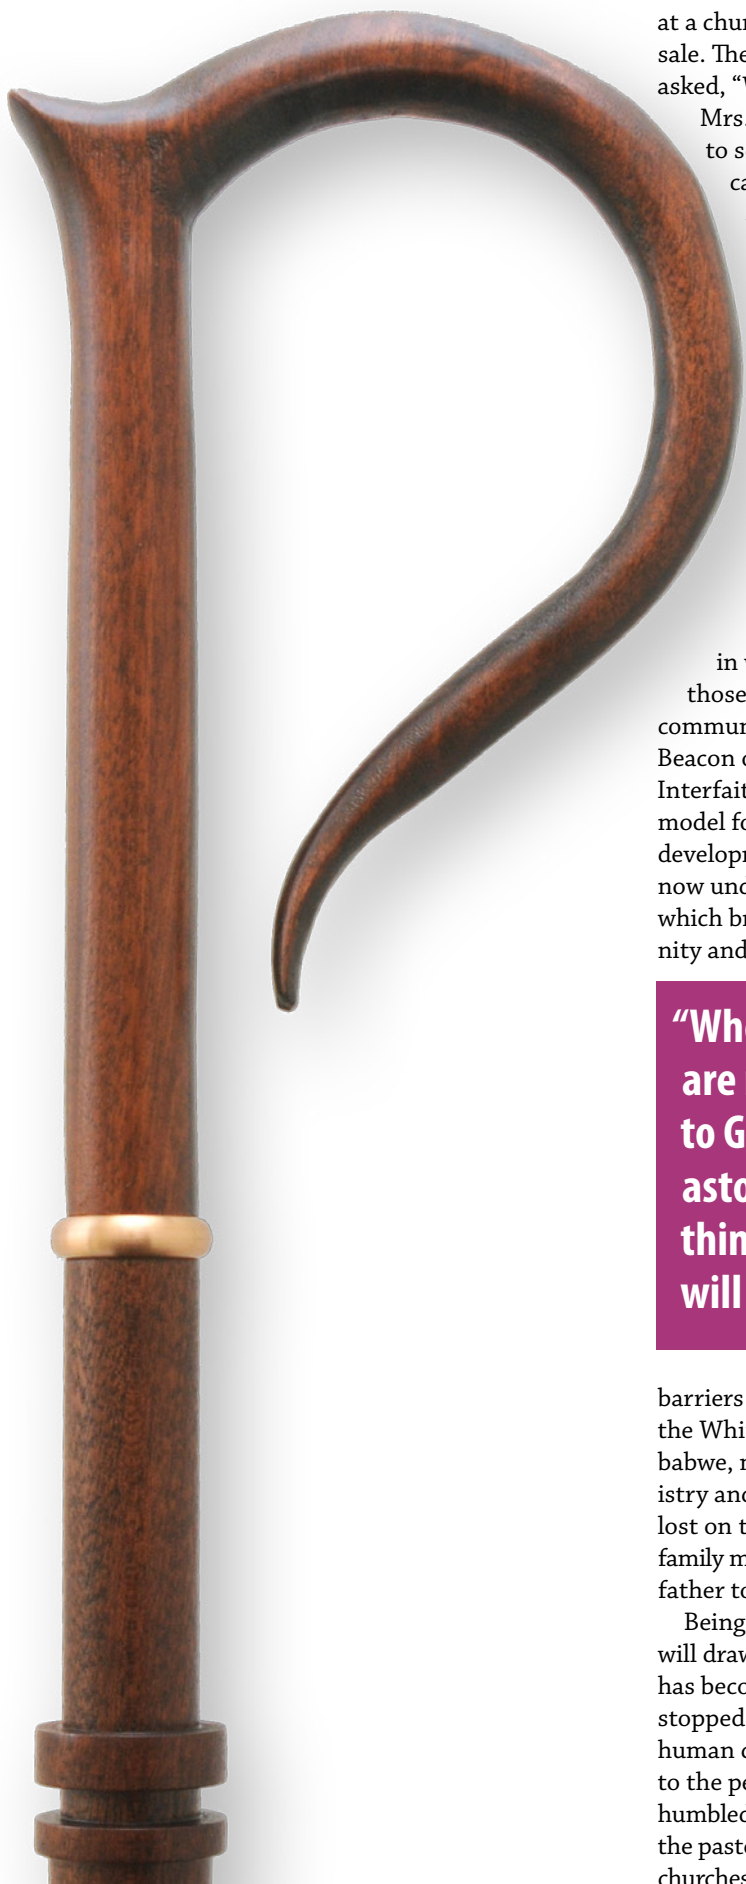 at a chur
sale. The
asked, “W
Mrs.
to s
ca
in
those
commun
Beacon
Interfait
model fo
developm
now und
which br
nity and
“Whe
are
to G
asto
thin
will
barriers
the Whi
babwe,
istry and
lost on t
family m
father to
Being
will draw
has beco
stopped
human
to the pe
humbled
the past
churches